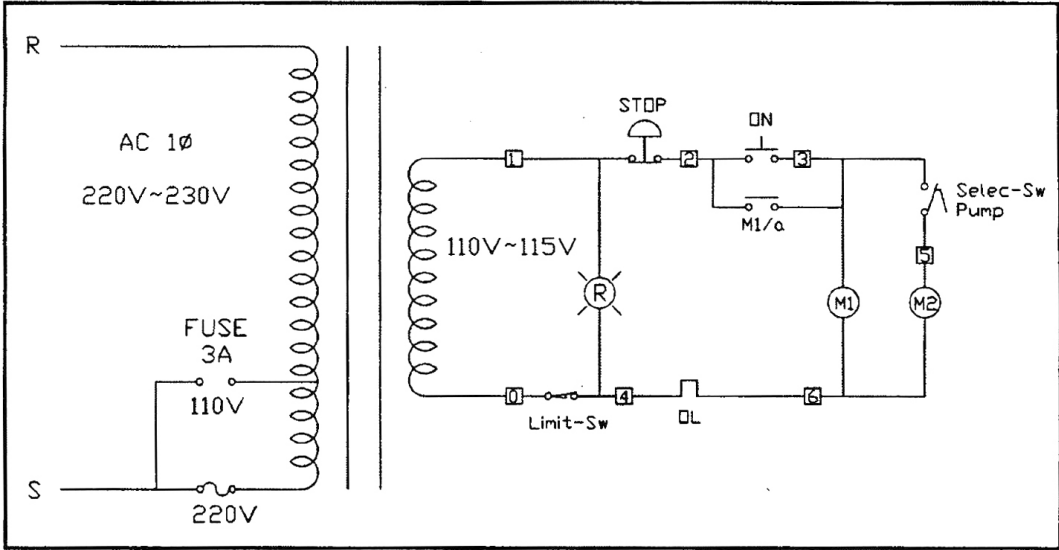 R
AC 1ø
220V~230V
FUSE
3A
110V
S
220V
110V~115V
1
STOP
2
ON
3
M1/a
Selec-Sw
Pump
5
R
M1
M2
0
Limit-Sw
4
OL
6